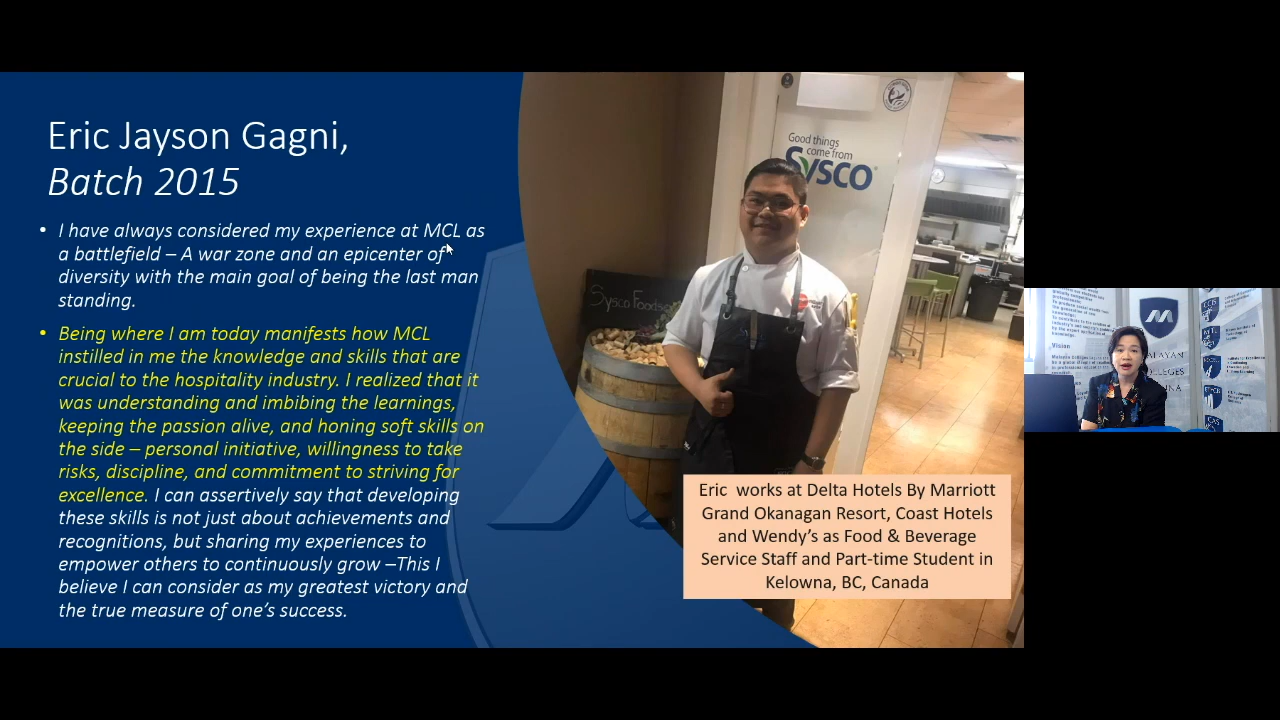 Eric Jayson Gagni,
Batch 2015
• I have always considered my experience at MCL as
a battlefield – A war zone and an epicenter of
diversity with the main goal of being the last man
standing.
• Being where I am today manifests how MCL
instilled in me the knowledge and skills that are
crucial to the hospitality industry. I realized that it
was understanding and imbibing the learnings,
keeping the passion alive, and honing soft skills on
the side – personal initiative, willingness to take
risks, discipline, and commitment to striving for
excellence. I can assertively say that developing
these skills is not just about achievements and
recognitions, but sharing my experiences to
empower others to continuously grow –This I
believe I can consider as my greatest victory and
the true measure of one's success.
Good things
come from
Sysco
Sysco Foods
Eric works at Delta Hotels By Marriott
Grand Okanagan Resort, Coast Hotels
and Wendy's as Food & Beverage
Service Staff and Part-time Student in
Kelowna, BC, Canada
Vision